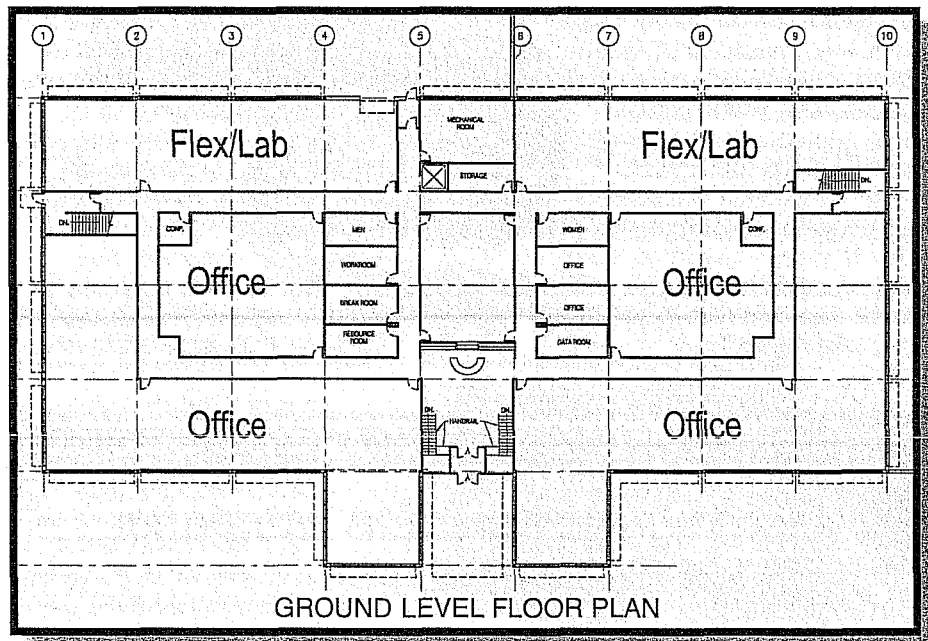 1 2 3 4 5 6 7 8 9 10
MECHANICAL
ROOM
Flex/Lab
Flex/Lab
STORAGE
DN.
DN.
CONF.
MEN
WOMEN
CONF.
WORKROOM
OFFICE
Office
Office
BREAK ROOM
OFFICE
RESOURCE
ROOM
DATA ROOM
DN.
HANDRAIL
DN.
Office
Office
GROUND LEVEL FLOOR PLAN